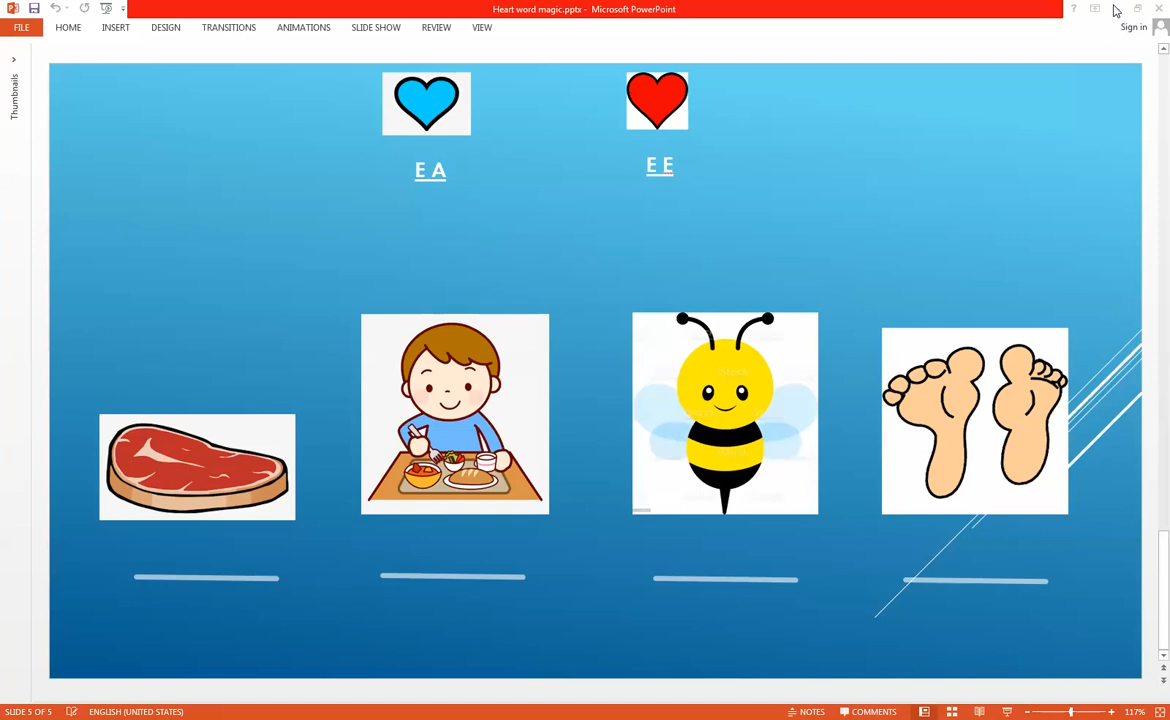 Heart word magic.pptx - Microsoft PowerPoint
FILE HOME INSERT DESIGN TRANSITIONS ANIMATIONS SLIDE SHOW REVIEW VIEW Sign in
Thumbnails
E A
E E
SLIDE 5 OF 5 ENGLISH (UNITED STATES) NOTES COMMENTS 117%